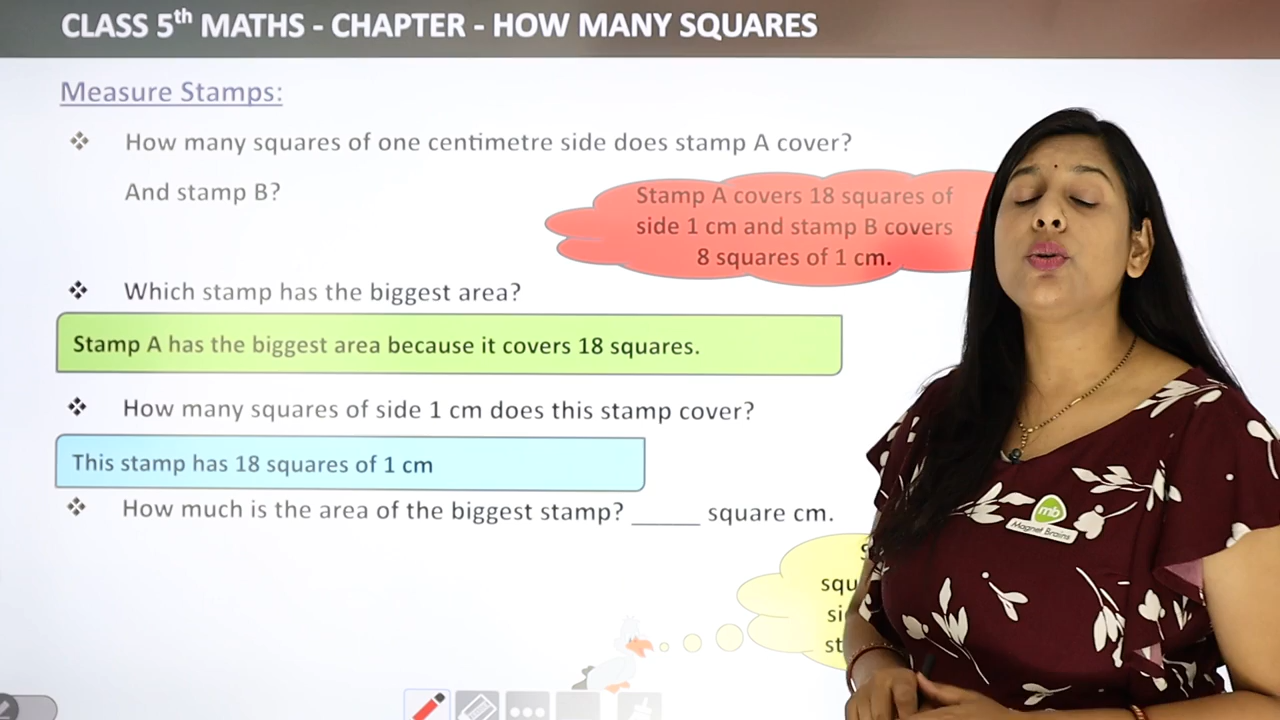 CLASS 5th MATHS - CHAPTER - HOW MANY SQUARES
Measure Stamps:
How many squares of one centimetre side does stamp A cover?
And stamp B?
Stamp A covers 18 squares of
side 1 cm and stamp B covers
8 squares of 1 cm.
Which stamp has the biggest area?
Stamp A has the biggest area because it covers 18 squares.
How many squares of side 1 cm does this stamp cover?
This stamp has 18 squares of 1 cm
How much is the area of the biggest stamp? ______ square cm.
mb
Magnet Brains